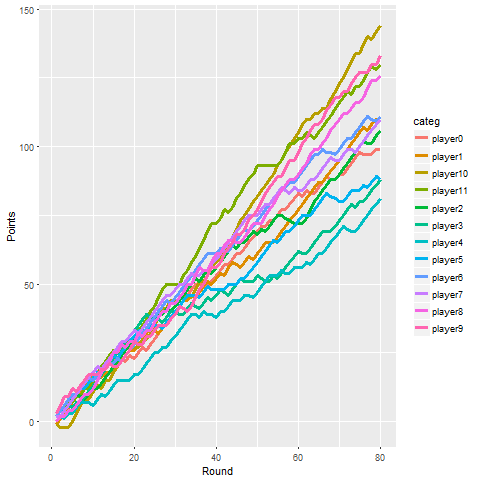 150
100
50
0
Points
0
20
40
60
80
Round
categ
player0
player1
player10
player11
player2
player3
player4
player5
player6
player7
player8
player9